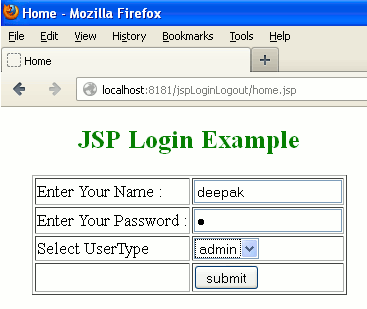 Home - Mozilla Firefox
File Edit View History Bookmarks Tools Help
Home +
localhost:8181/jspLoginLogout/home.jsp
JSP Login Example
Enter Your Name : deepak
Enter Your Password : ●
Select UserType admin
submit